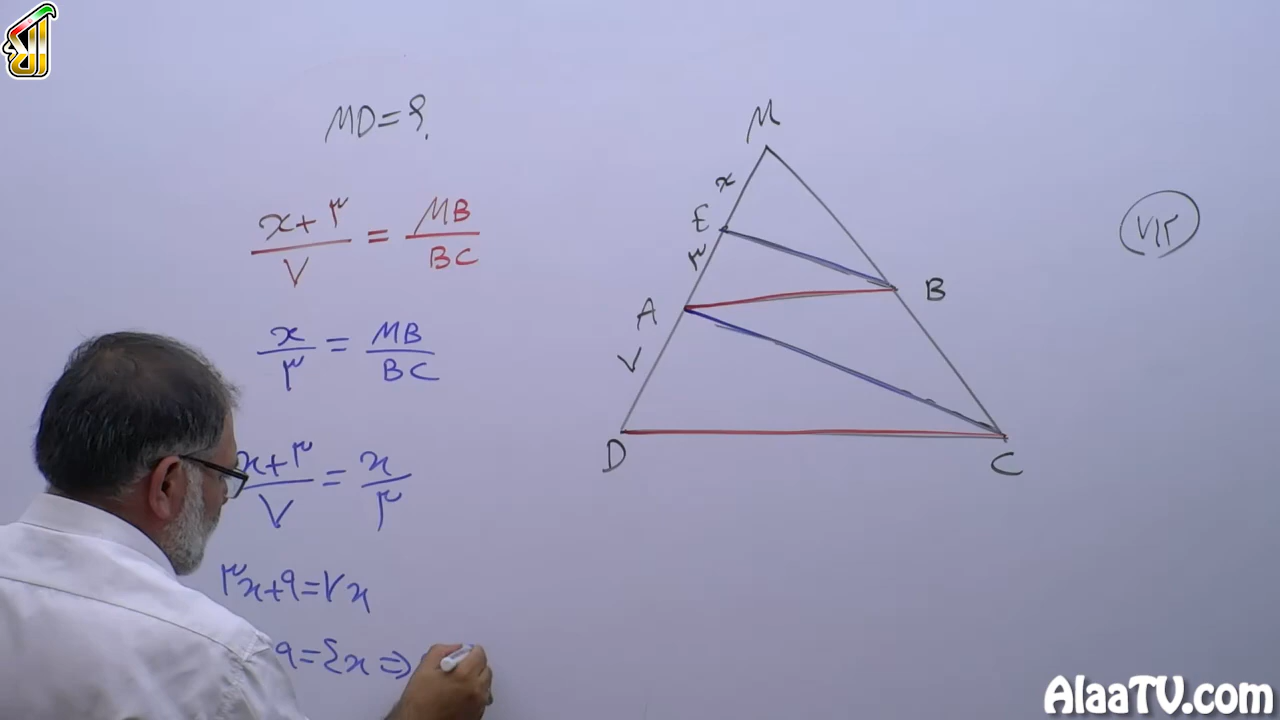 MD = ؟
x + ۳ / ۷ = MB / BC
x / ۳ = MB / BC
x + ۳ / ۷ = x / ۳
۳x + ۹ = ۷x
۹ = ۴x ⇒
M
x
E
۳
A
B
۷
D
C
۷۱۳
AlaaTV.com